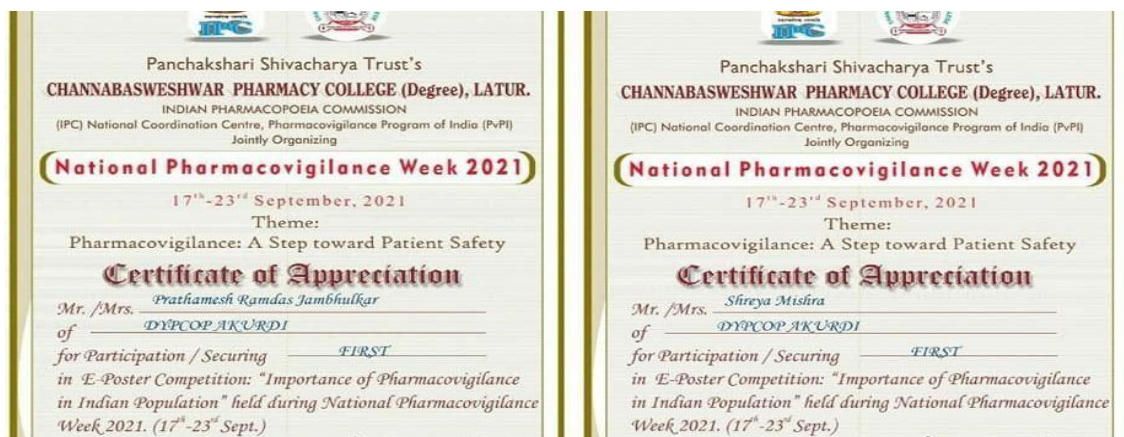 IPC
Panchakshari Shivacharya Trust's
CHANNABASWESHWAR PHARMACY COLLEGE (Degree), LATUR.
INDIAN PHARMACOPOEIA COMMISSION
(IPC) National Coordination Centre, Pharmacovigilance Program of India (PvPI)
Jointly Organizing
National Pharmacovigilance Week 2021
17th-23rd September, 2021
Theme:
Pharmacovigilance: A Step toward Patient Safety
Certificate of Appreciation
Mr. /Mrs. Prathamesh Ramdas Jambhulkar
of DYPCOP AKURDI
for Participation / Securing FIRST
in E-Poster Competition: "Importance of Pharmacovigilance
in Indian Population" held during National Pharmacovigilance
Week 2021. (17th-23rd Sept.)
IPC
Panchakshari Shivacharya Trust's
CHANNABASWESHWAR PHARMACY COLLEGE (Degree), LATUR.
INDIAN PHARMACOPOEIA COMMISSION
(IPC) National Coordination Centre, Pharmacovigilance Program of India (PvPI)
Jointly Organizing
National Pharmacovigilance Week 2021
17th-23rd September, 2021
Theme:
Pharmacovigilance: A Step toward Patient Safety
Certificate of Appreciation
Mr. /Mrs. Shreya Mishra
of DYPCOP AKURDI
for Participation / Securing FIRST
in E-Poster Competition: "Importance of Pharmacovigilance
in Indian Population" held during National Pharmacovigilance
Week 2021. (17th-23rd Sept.)